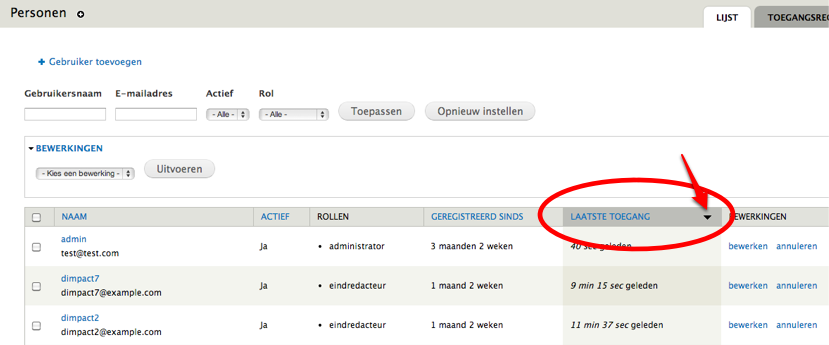 Personen
LIJST TOEGANGSREC
Gebruiker toevoegen
Gebruikersnaam E-mailadres Actief Rol
- Alle - - Alle - Toepassen Opnieuw instellen
BEWERKINGEN
- Kies een bewerking - Uitvoeren
NAAM ACTIEF ROLLEN GEREGISTREERD SINDS LAATSTE TOEGANG BEWERKINGEN
admin Ja • administrator 3 maanden 2 weken 40 sec geleden bewerken annuleren
test@test.com
dimpact7 Ja • eindredacteur 1 maand 2 weken 9 min 15 sec geleden bewerken annuleren
dimpact7@example.com
dimpact2 Ja • eindredacteur 1 maand 2 weken 11 min 37 sec geleden bewerken annuleren
dimpact2@example.com